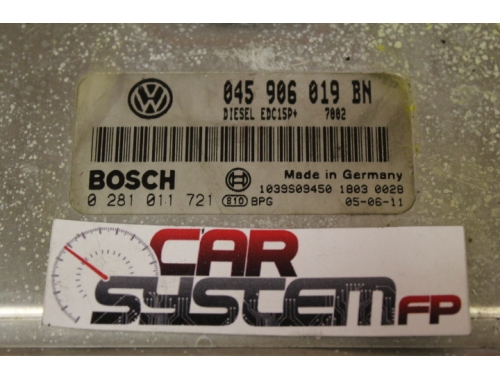 045 906 019 BN
DIESEL EDC15P+ 7002
BOSCH
Made in Germany
1039S09450 1803 0028
0 281 011 721 810 BPG 05-06-11
CAR
SYSTEM FP